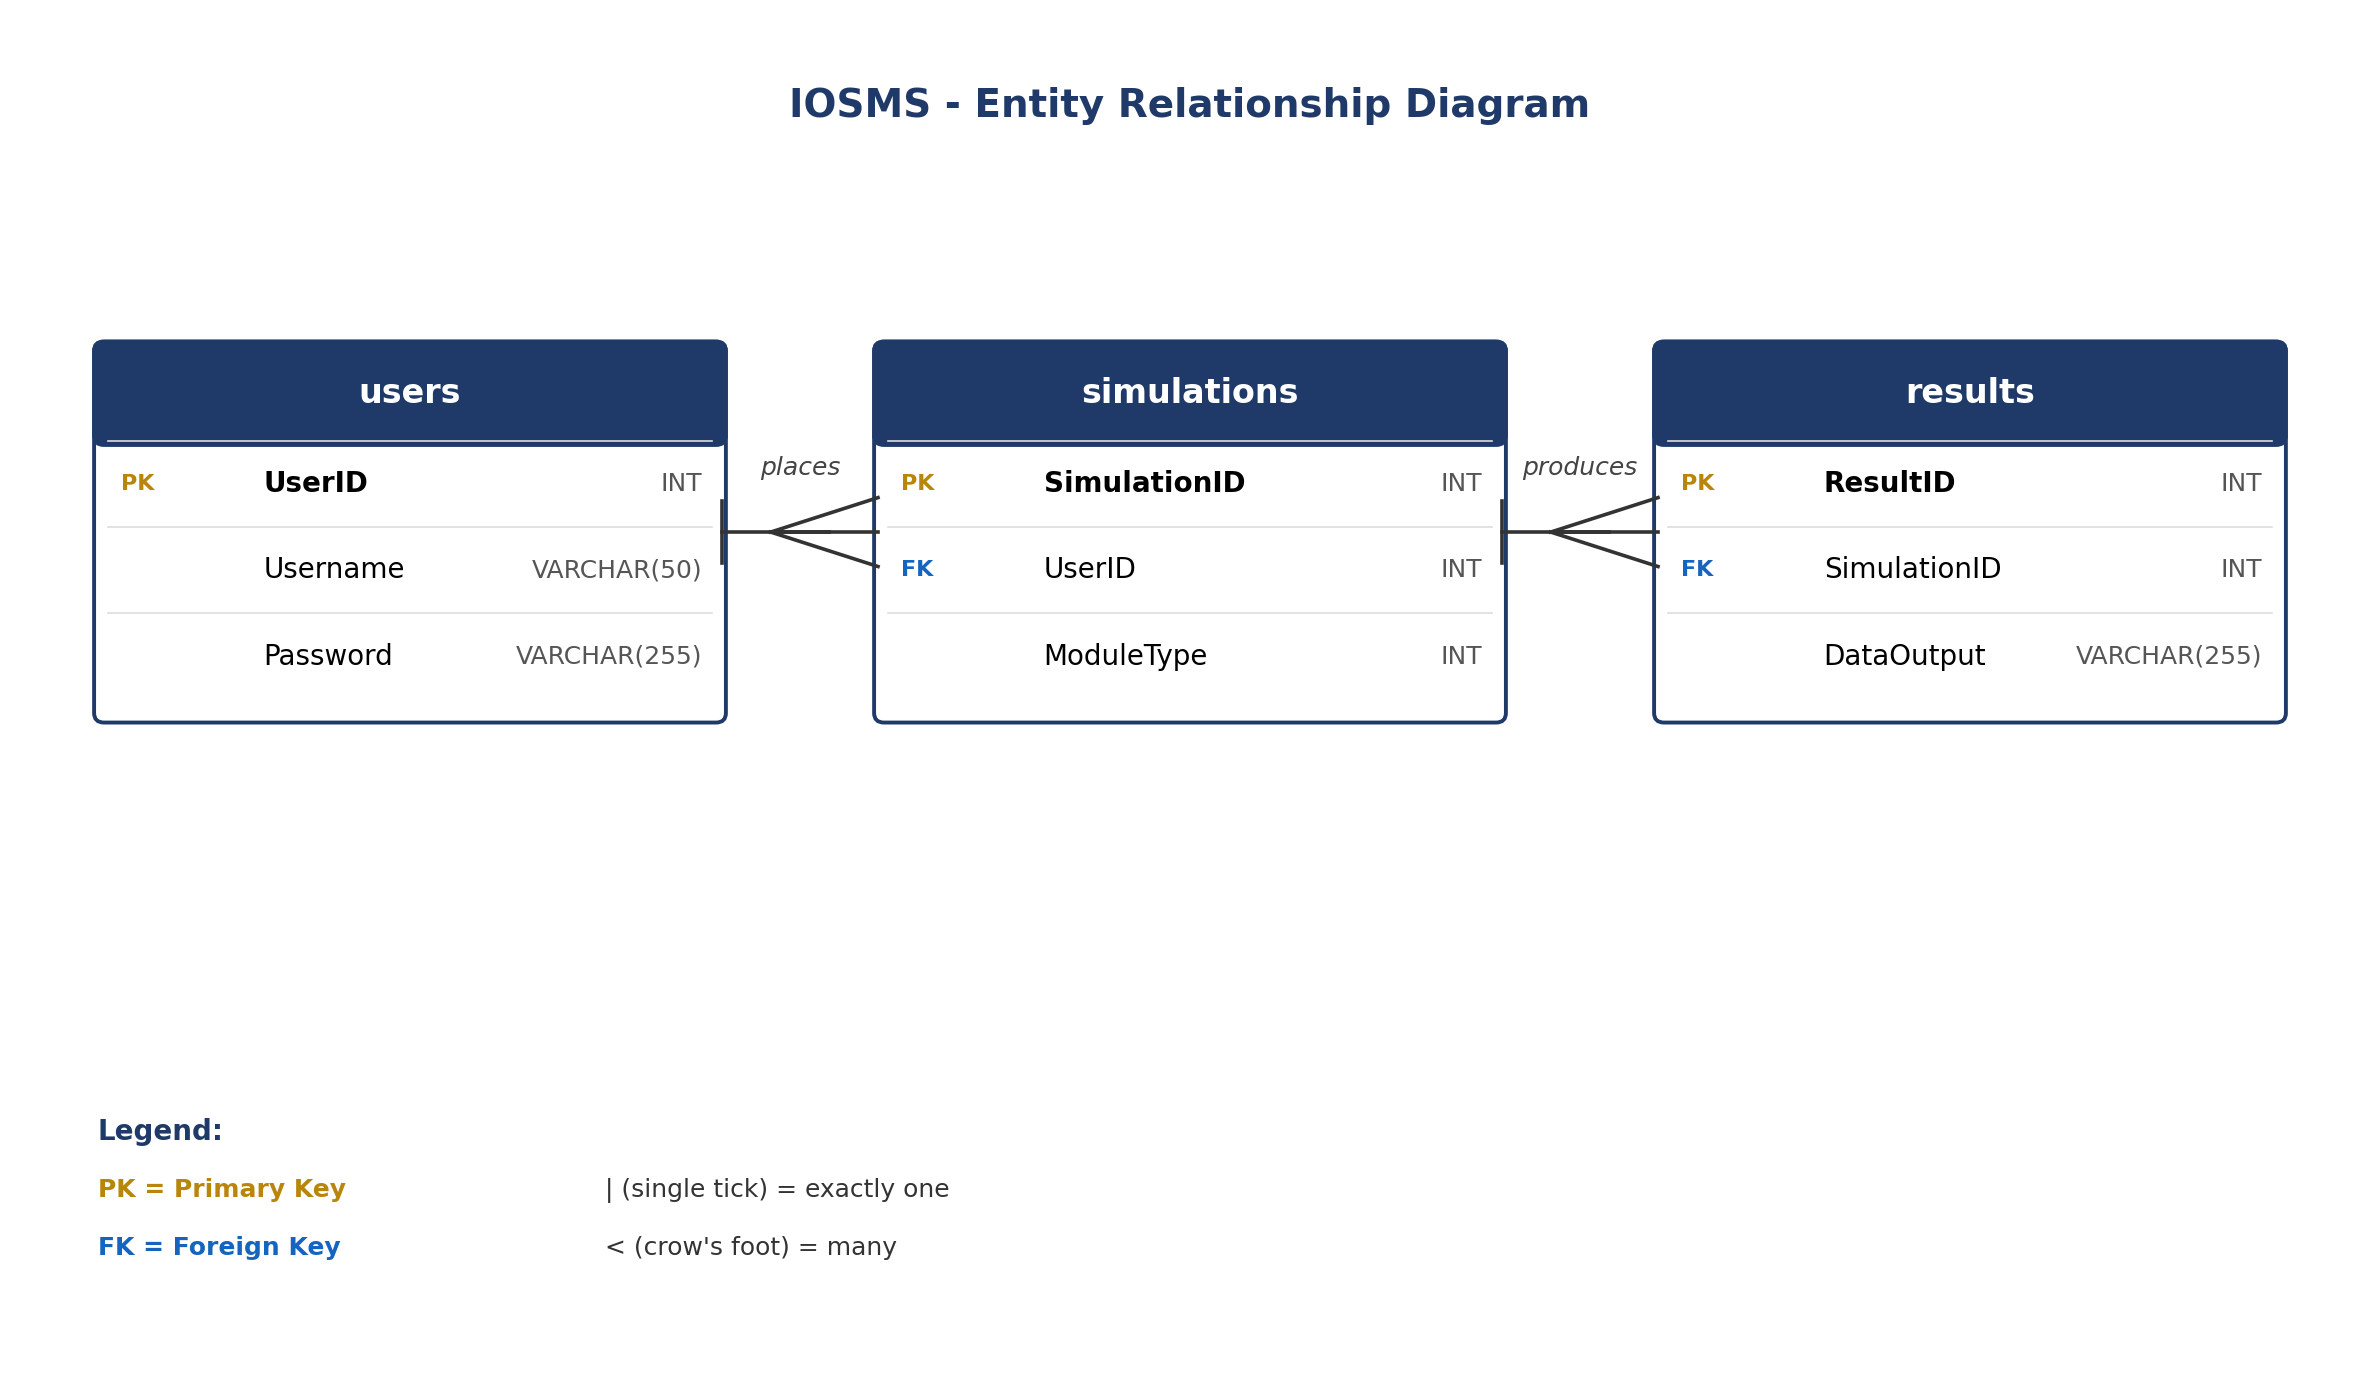 IOSMS - Entity Relationship Diagram
users
PK UserID INT
Username VARCHAR(50)
Password VARCHAR(255)
places
simulations
PK SimulationID INT
FK UserID INT
ModuleType INT
produces
results
PK ResultID INT
FK SimulationID INT
DataOutput VARCHAR(255)
Legend:
PK = Primary Key
FK = Foreign Key
| (single tick) = exactly one
< (crow's foot) = many